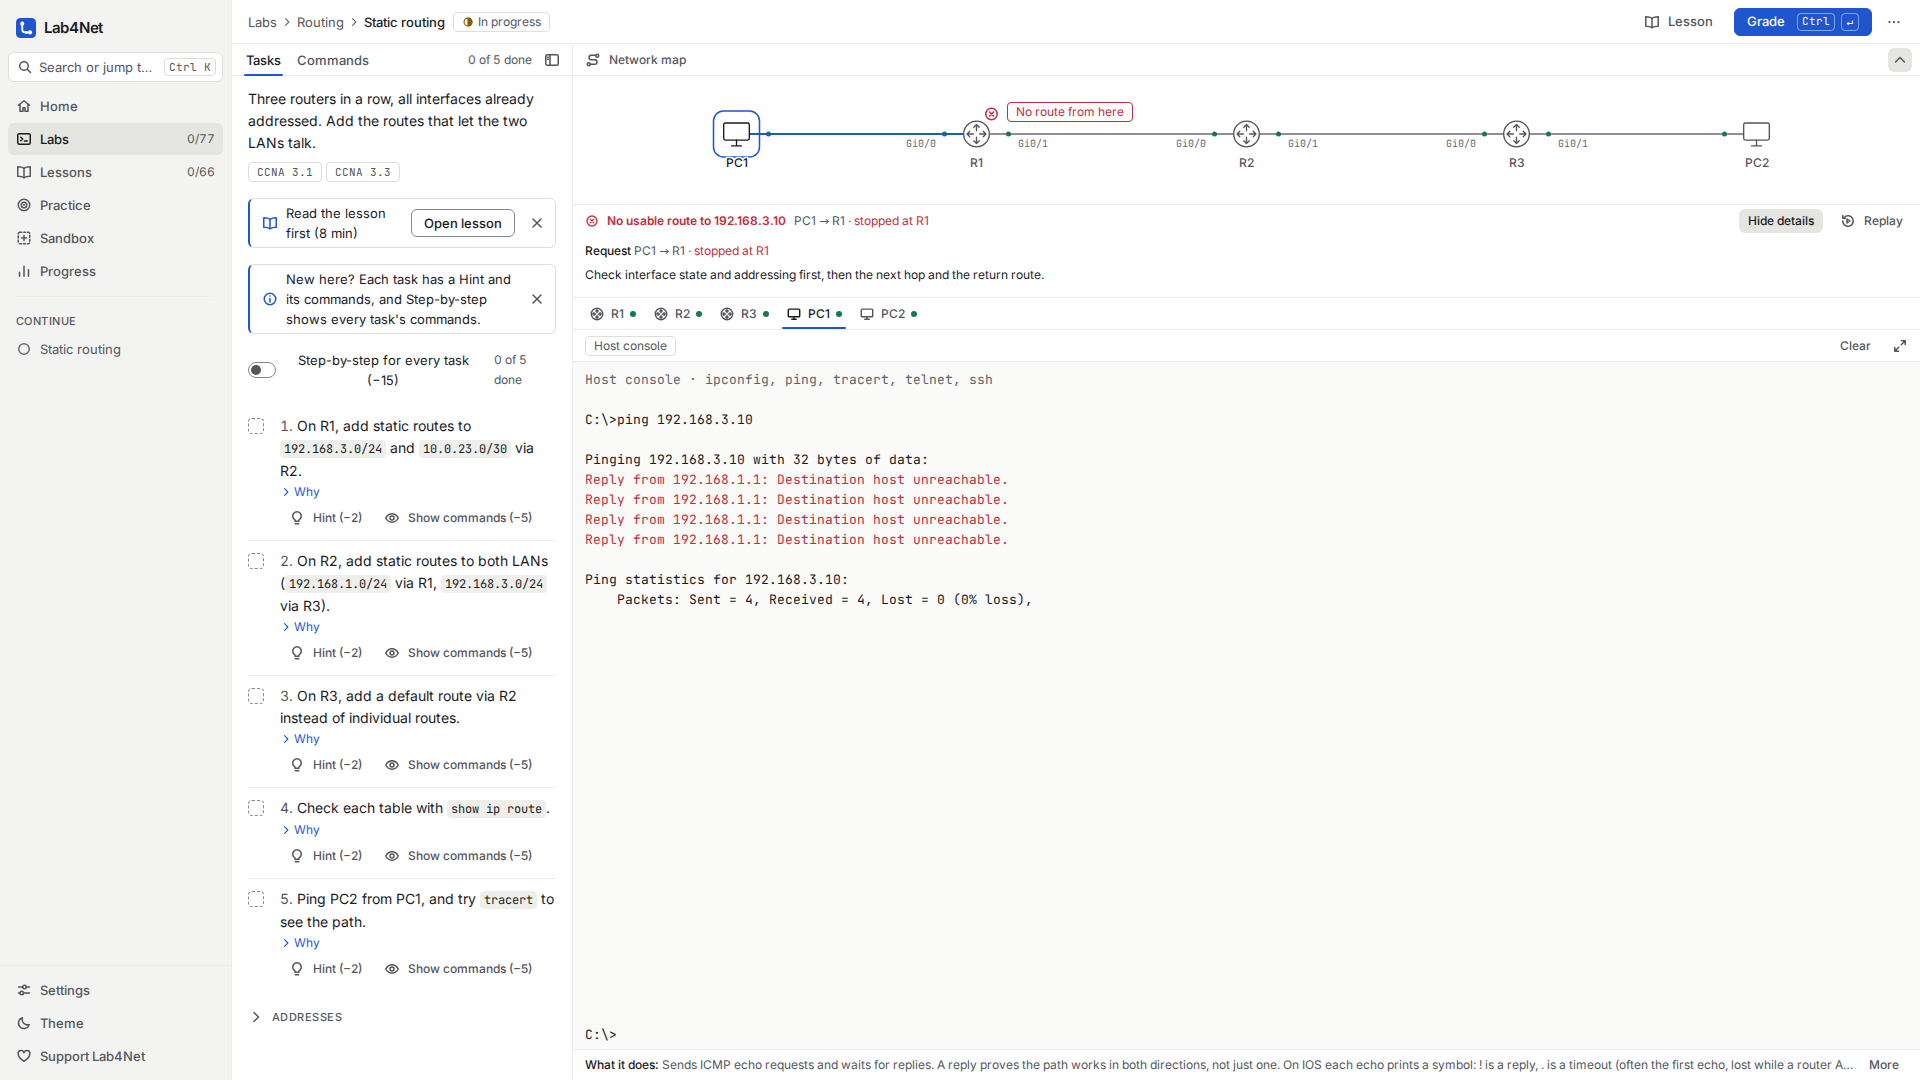 Lab4Net
Search or jump t... Ctrl K
Home
Labs 0/77
Lessons 0/66
Practice
Sandbox
Progress
CONTINUE
Static routing
Settings
Theme
Support Lab4Net
Labs > Routing > Static routing In progress
Lesson
Grade Ctrl ↵
Tasks Commands 0 of 5 done
Three routers in a row, all interfaces already
addressed. Add the routes that let the two
LANs talk.
CCNA 3.1 CCNA 3.3
Read the lesson
first (8 min)
Open lesson
New here? Each task has a Hint and
its commands, and Step-by-step
shows every task's commands.
Step-by-step for every task
(−15)
0 of 5
done
1. On R1, add static routes to
192.168.3.0/24 and 10.0.23.0/30 via
R2.
Why
Hint (−2) Show commands (−5)
2. On R2, add static routes to both LANs
(192.168.1.0/24 via R1, 192.168.3.0/24
via R3).
Why
Hint (−2) Show commands (−5)
3. On R3, add a default route via R2
instead of individual routes.
Why
Hint (−2) Show commands (−5)
4. Check each table with show ip route.
Why
Hint (−2) Show commands (−5)
5. Ping PC2 from PC1, and try tracert to
see the path.
Why
Hint (−2) Show commands (−5)
ADDRESSES
Network map
No route from here
Gi0/0 Gi0/1 Gi0/0 Gi0/1 Gi0/0 Gi0/1
PC1 R1 R2 R3 PC2
No usable route to 192.168.3.10 PC1 → R1 · stopped at R1
Hide details Replay
Request PC1 → R1 · stopped at R1
Check interface state and addressing first, then the next hop and the return route.
R1 R2 R3 PC1 PC2
Host console
Clear
Host console · ipconfig, ping, tracert, telnet, ssh
C:\>ping 192.168.3.10
Pinging 192.168.3.10 with 32 bytes of data:
Reply from 192.168.1.1: Destination host unreachable.
Reply from 192.168.1.1: Destination host unreachable.
Reply from 192.168.1.1: Destination host unreachable.
Reply from 192.168.1.1: Destination host unreachable.
Ping statistics for 192.168.3.10:
Packets: Sent = 4, Received = 4, Lost = 0 (0% loss),
C:\>
What it does: Sends ICMP echo requests and waits for replies. A reply proves the path works in both directions, not just one. On IOS each echo prints a symbol: ! is a reply, . is a timeout (often the first echo, lost while a router A... More